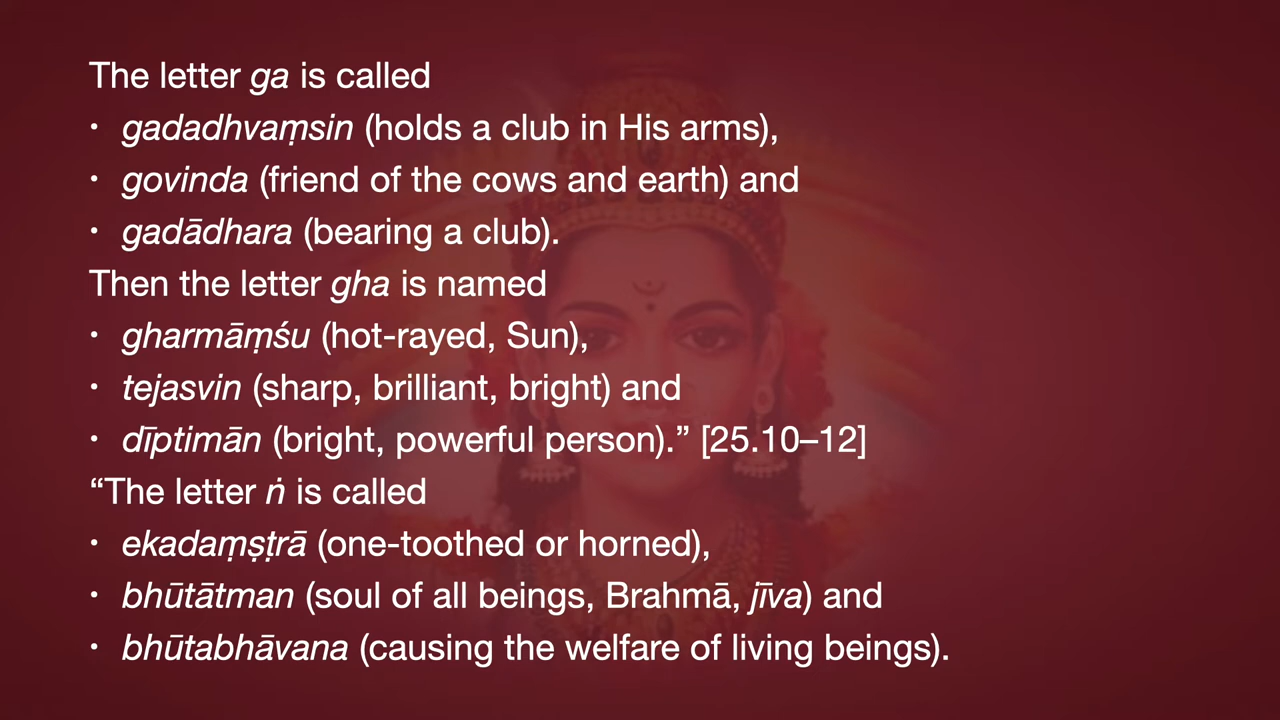 The letter ga is called
• gadadhvaṃsin (holds a club in His arms),
• govinda (friend of the cows and earth) and
• gadādhara (bearing a club).
Then the letter gha is named
• gharmāṃśu (hot-rayed, Sun),
• tejasvin (sharp, brilliant, bright) and
• dīptimān (bright, powerful person).” [25.10–12]
“The letter ṅ is called
• ekadaṃṣṭrā (one-toothed or horned),
• bhūtātman (soul of all beings, Brahmā, jīva) and
• bhūtabhāvana (causing the welfare of living beings).